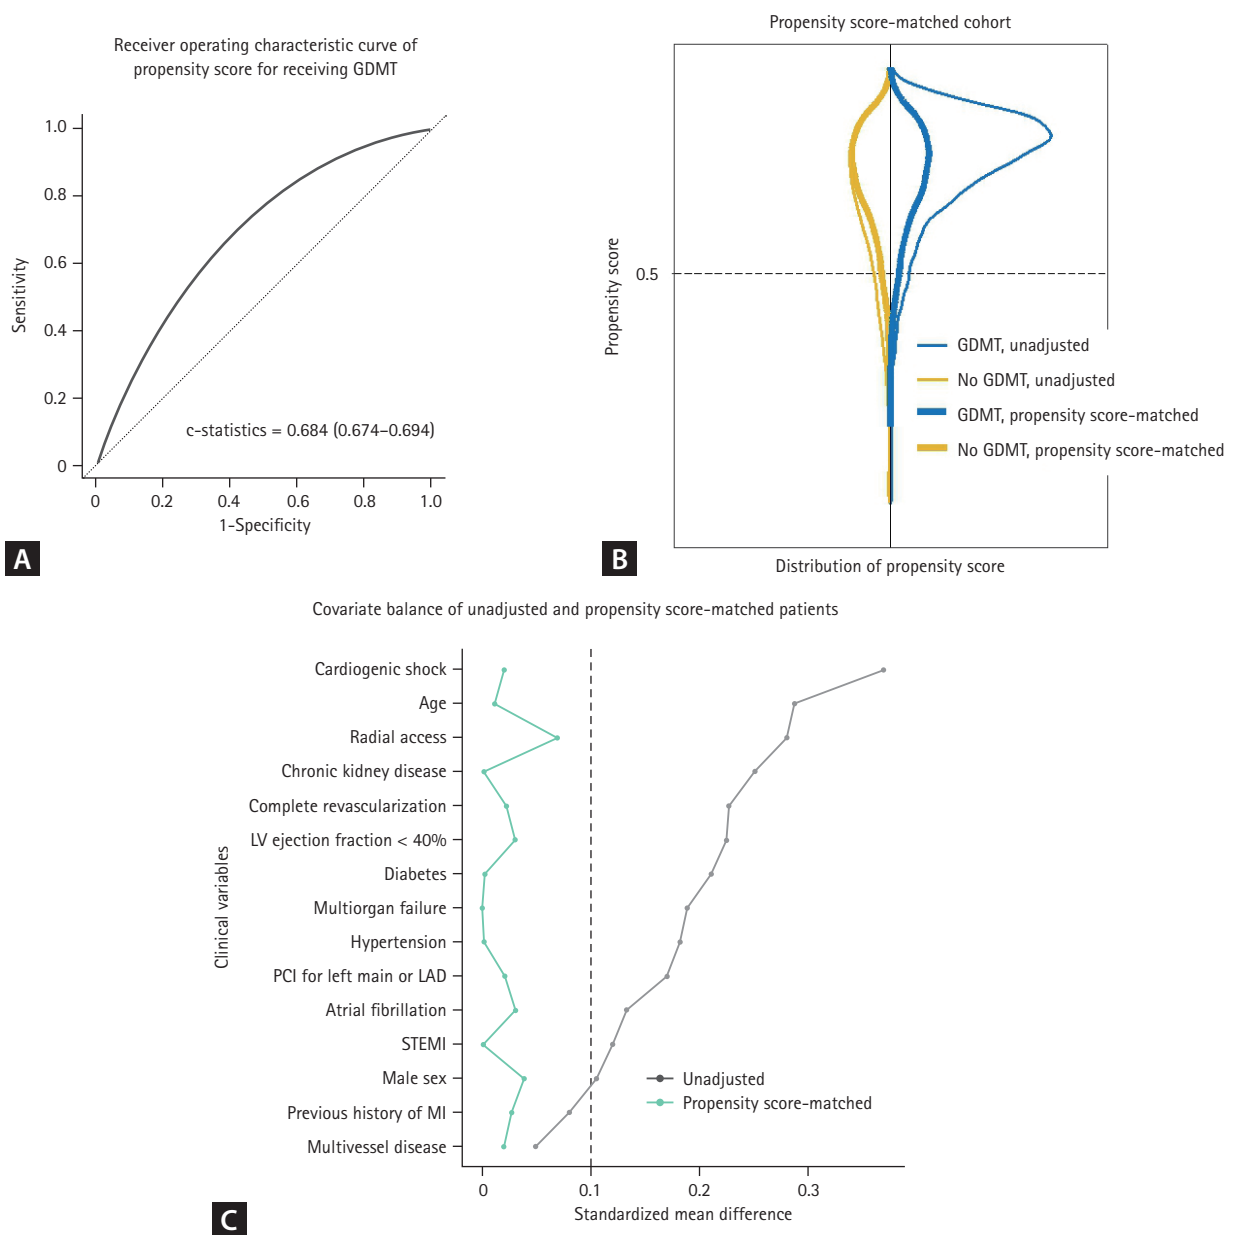 Receiver operating characteristic curve of
propensity score for receiving GDMT
Sensitivity
1.0
0.8
0.6
0.4
0.2
0
c-statistics = 0.684 (0.674–0.694)
0 0.2 0.4 0.6 0.8 1.0
1-Specificity
A
Propensity score-matched cohort
Propensity score
0.5
GDMT, unadjusted
No GDMT, unadjusted
GDMT, propensity score-matched
No GDMT, propensity score-matched
Distribution of propensity score
B
Covariate balance of unadjusted and propensity score-matched patients
Clinical variables
Cardiogenic shock
Age
Radial access
Chronic kidney disease
Complete revascularization
LV ejection fraction < 40%
Diabetes
Multiorgan failure
Hypertension
PCI for left main or LAD
Atrial fibrillation
STEMI
Male sex
Previous history of MI
Multivessel disease
Unadjusted
Propensity score-matched
0 0.1 0.2 0.3
Standardized mean difference
C